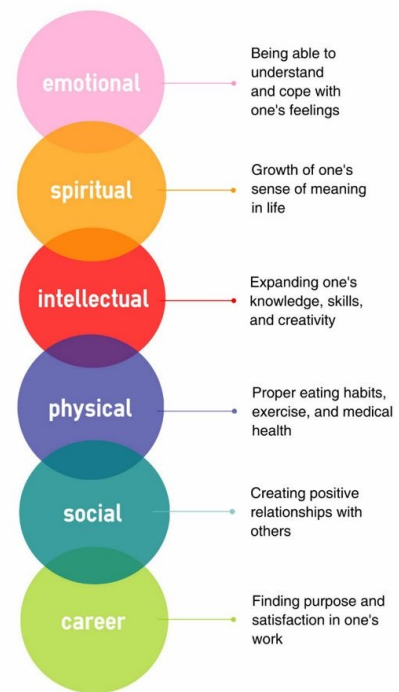 emotional
Being able to
understand
and cope with
one's feelings
spiritual
Growth of one's
sense of meaning
in life
intellectual
Expanding one's
knowledge, skills,
and creativity
physical
Proper eating habits,
exercise, and medical
health
social
Creating positive
relationships with
others
career
Finding purpose and
satisfaction in one's
work